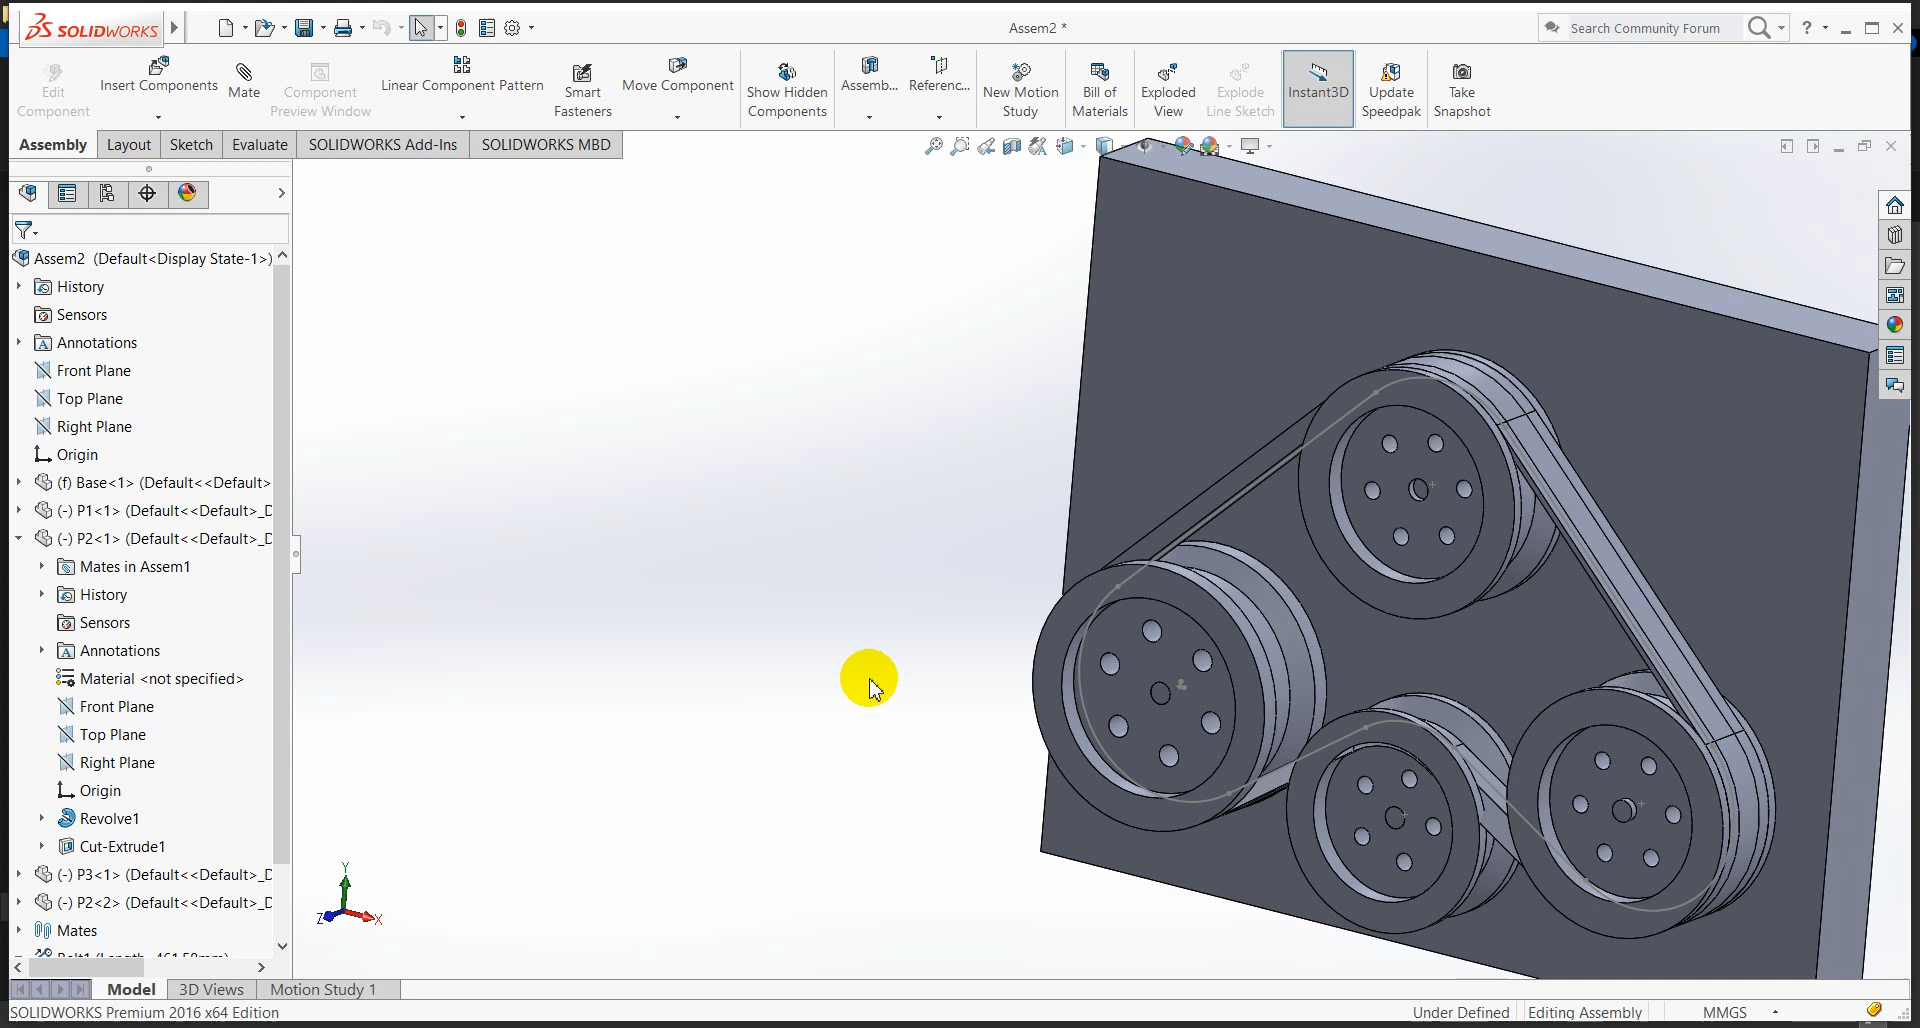 SOLIDWORKS
Assem2 *
Search Community Forum
?
Edit Component
Insert Components
Mate
Component Preview Window
Linear Component Pattern
Smart Fasteners
Move Component
Show Hidden Components
Assemb...
Referenc...
New Motion Study
Bill of Materials
Exploded View
Explode Line Sketch
Instant3D
Update Speedpak
Take Snapshot
Assembly
Layout
Sketch
Evaluate
SOLIDWORKS Add-Ins
SOLIDWORKS MBD
Assem2 (Default<Display State-1>)
History
Sensors
Annotations
Front Plane
Top Plane
Right Plane
Origin
(f) Base<1> (Default<<Default>
(-) P1<1> (Default<<Default>_D
(-) P2<1> (Default<<Default>_D
Mates in Assem1
History
Sensors
Annotations
Material <not specified>
Front Plane
Top Plane
Right Plane
Origin
Revolve1
Cut-Extrude1
(-) P3<1> (Default<<Default>_D
(-) P2<2> (Default<<Default>_D
Mates
Y
Z
X
Model
3D Views
Motion Study 1
SOLIDWORKS Premium 2016 x64 Edition
Under Defined
Editing Assembly
MMGS